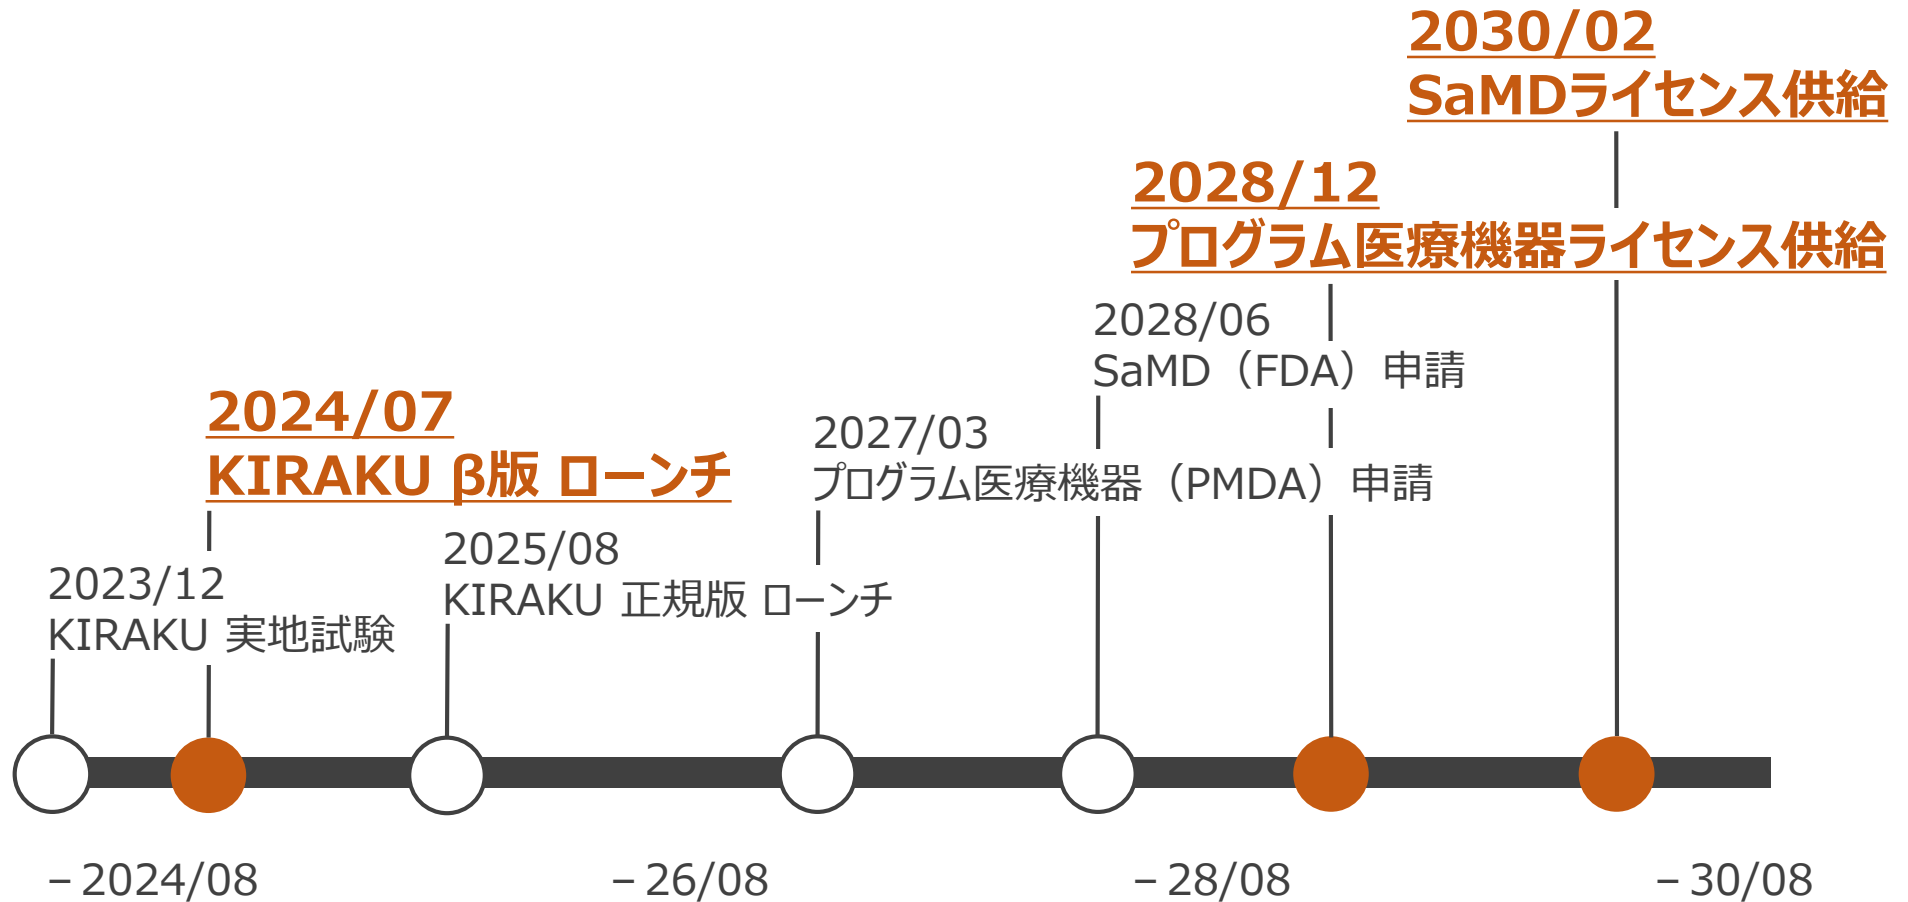 2030/02
SaMDライセンス供給
2028/12
プログラム医療機器ライセンス供給
2028/06
SaMD（FDA）申請
2024/07
KIRAKU β版 ローンチ
2027/03
プログラム医療機器（PMDA）申請
2025/08
KIRAKU 正規版 ローンチ
2023/12
KIRAKU 実地試験
–2024/08
–26/08
–28/08
–30/08